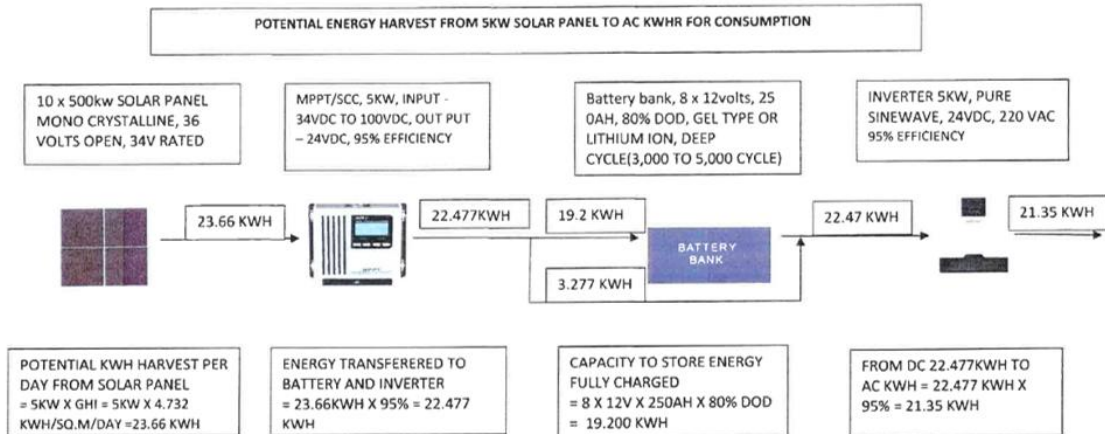 POTENTIAL ENERGY HARVEST FROM 5KW SOLAR PANEL TO AC KWHR FOR CONSUMPTION
10 x 500kw SOLAR PANEL
MONO CRYSTALLINE, 36
VOLTS OPEN, 34V RATED
MPPT/SCC, 5KW, INPUT -
34VDC TO 100VDC, OUT PUT
– 24VDC, 95% EFFICIENCY
Battery bank, 8 x 12volts, 25
0AH, 80% DOD, GEL TYPE OR
LITHIUM ION, DEEP
CYCLE(3,000 TO 5,000 CYCLE)
INVERTER 5KW, PURE
SINEWAVE, 24VDC, 220 VAC
95% EFFICIENCY
23.66 KWH
22.477KWH
19.2 KWH
22.47 KWH
21.35 KWH
BATTERY
BANK
3.277 KWH
POTENTIAL KWH HARVEST PER
DAY FROM SOLAR PANEL
= 5KW X GHI = 5KW X 4.732
KWH/SQ.M/DAY =23.66 KWH
ENERGY TRANSFERERED TO
BATTERY AND INVERTER
= 23.66KWH X 95% = 22.477
KWH
CAPACITY TO STORE ENERGY
FULLY CHARGED
= 8 X 12V X 250AH X 80% DOD
= 19.200 KWH
FROM DC 22.477KWH TO
AC KWH = 22.477 KWH X
95% = 21.35 KWH